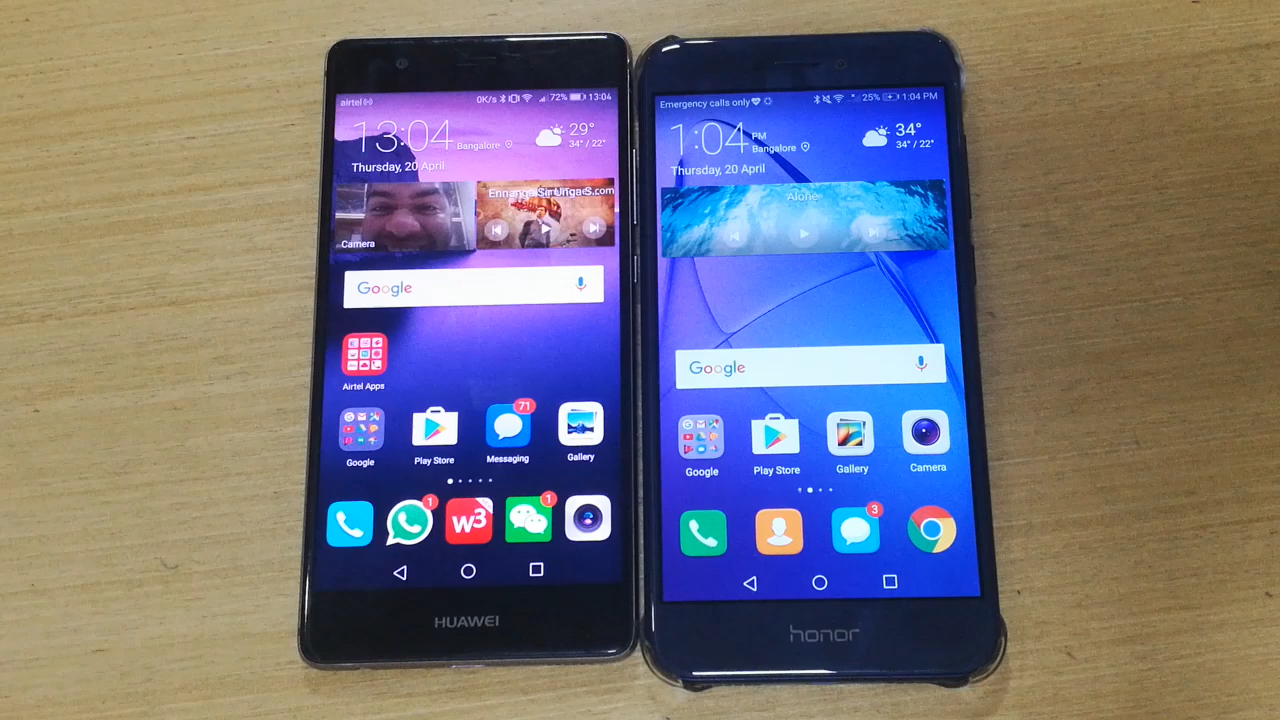 airtel
0K/s 72% 13:04
13:04
Bangalore
29°
34° / 22°
Thursday, 20 April
Camera
Google
Airtel Apps
71
Google
Play Store
Messaging
Gallery
1
w3
1
HUAWEI
Emergency calls only
25% 1:04 PM
1:04 PM
Bangalore
34°
34° / 22°
Thursday, 20 April
Alone
Google
Google
Play Store
Gallery
Camera
3
honor